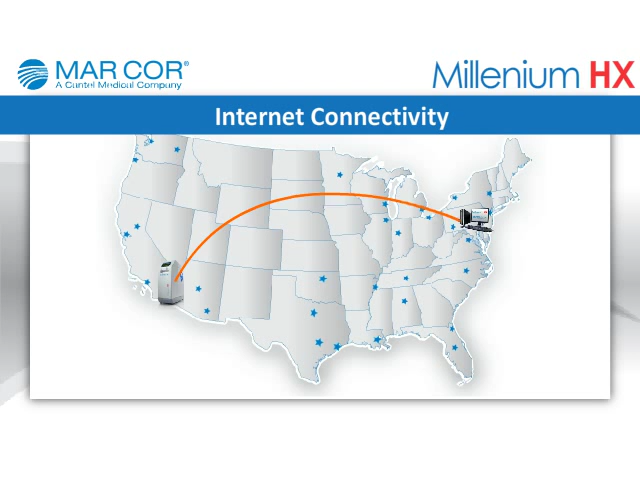 MAR COR®
A Cantel Medical Company
Millenium HX
Internet Connectivity